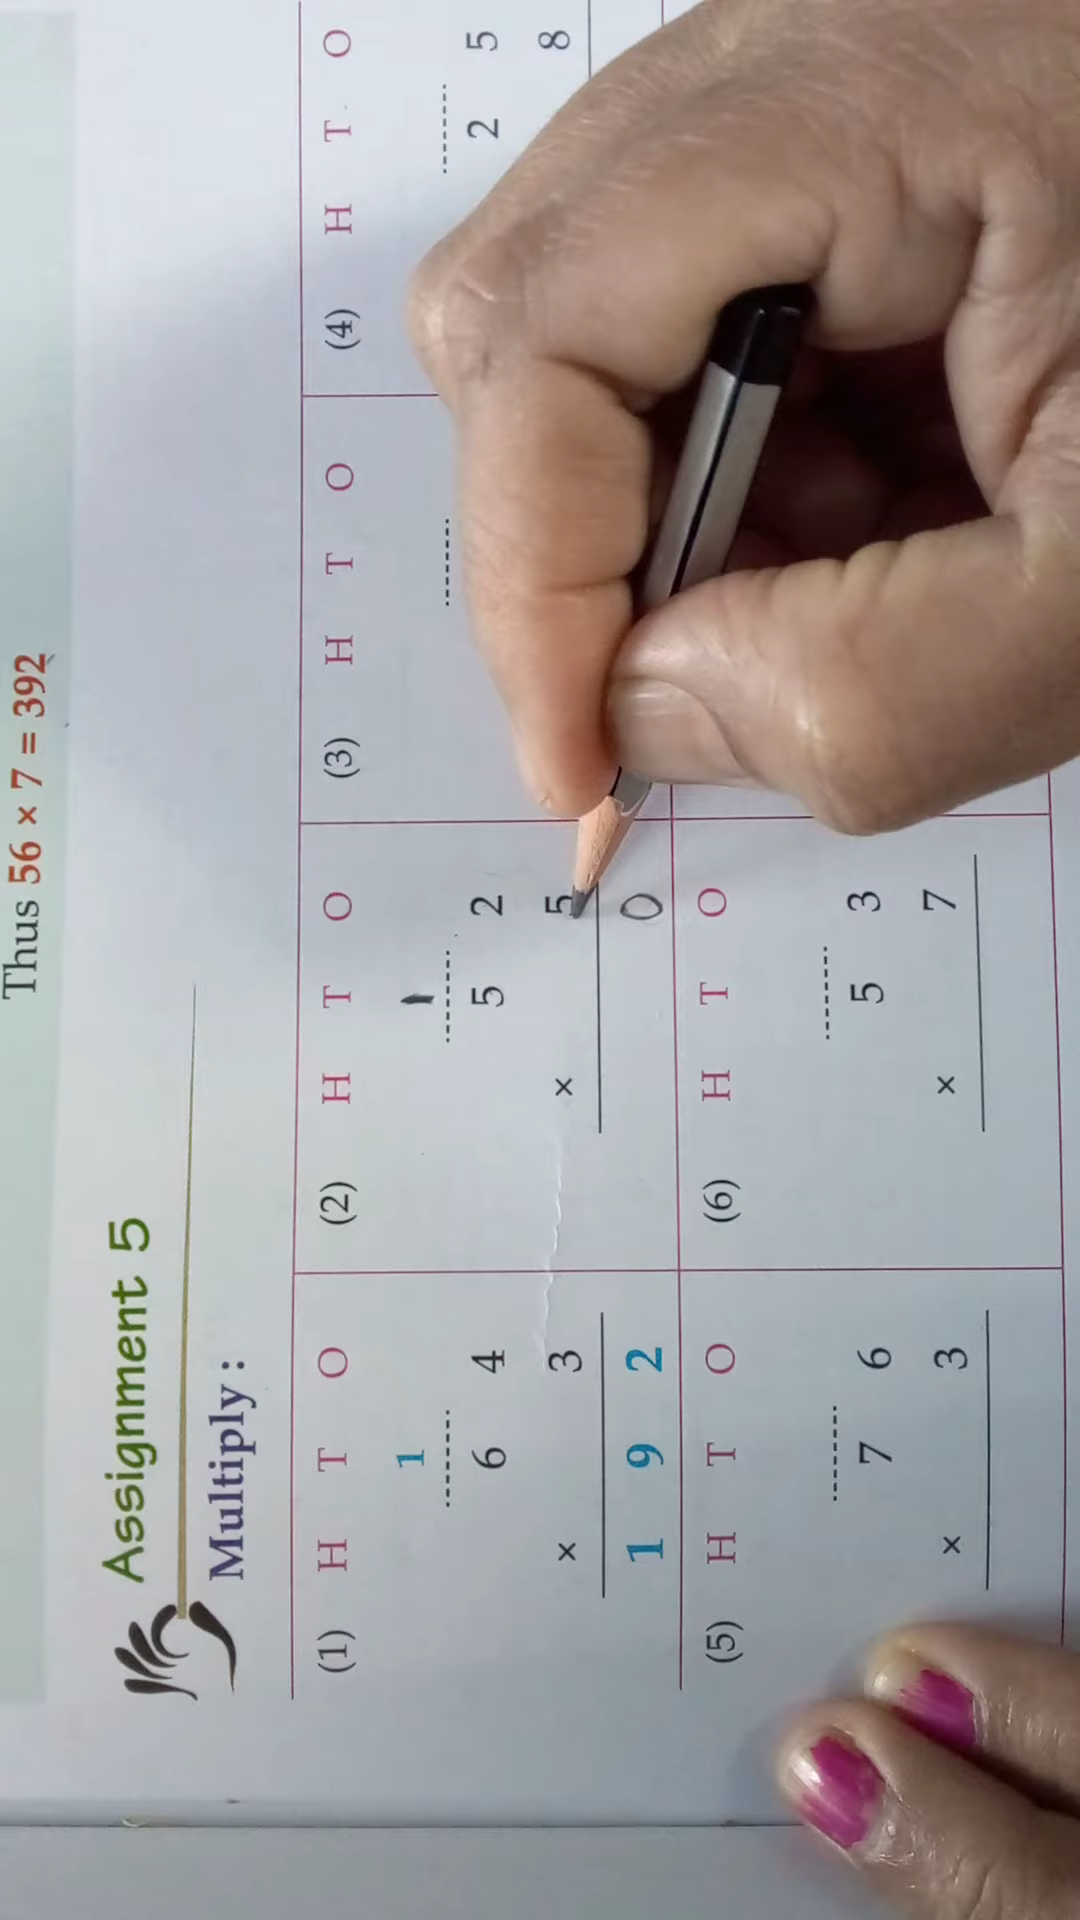 Thus 56 × 7 = 392
Assignment 5
Multiply :
(1) H T O
1
6 4
× 3
1 9 2
(2) H T O
1
5 2
× 5
0
(3) H T O
(4) H T O
2 5
8
(5) H T O
7 6
× 3
(6) H T O
5 3
× 7